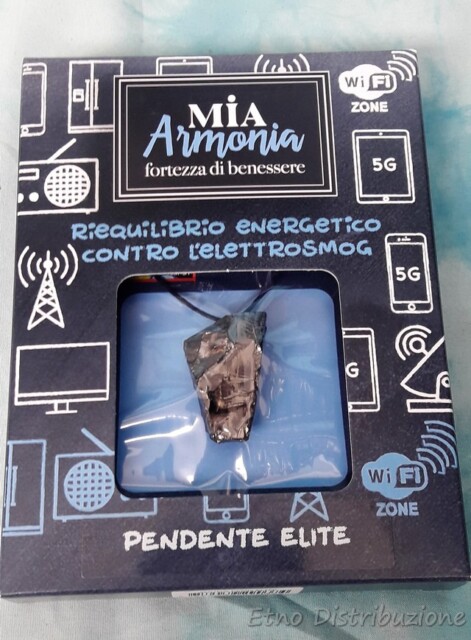 WiFi
ZONE
MiA
Armonia
fortezza di benessere
5G
RIEQUILIBRIO ENERGETICO
CONTRO L'ELETTROSMOG
5G
G
WiFi
ZONE
PENDENTE ELITE
Etno Distribuzione